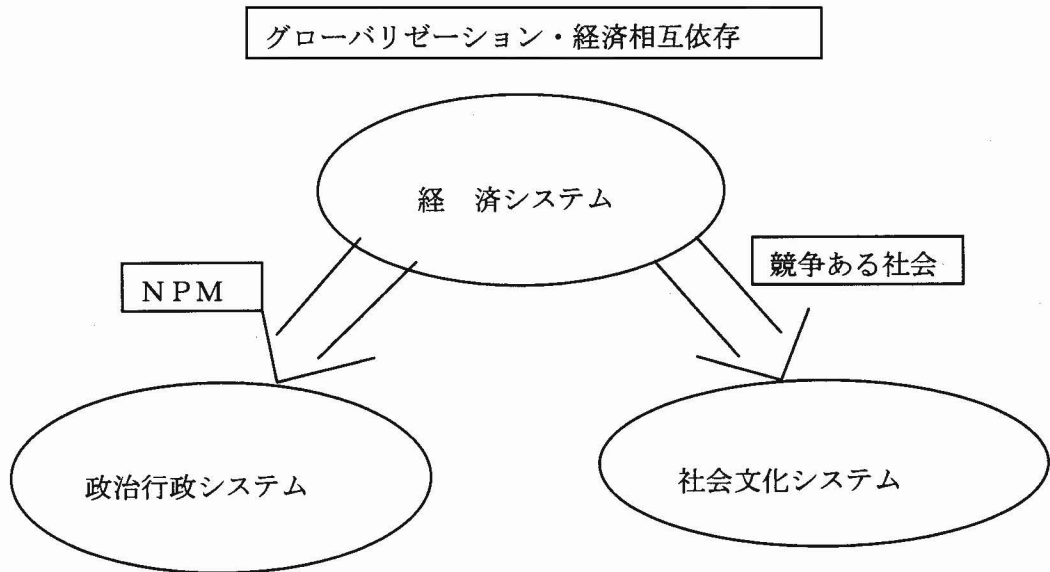 グローバリゼーション・経済相互依存
経　済システム
競争ある社会
ＮＰＭ
政治行政システム
社会文化システム